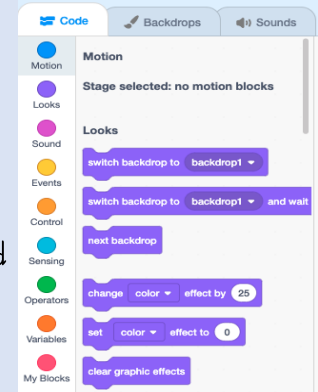 Code Backdrops Sounds
Motion
Looks
Sound
Events
Control
Sensing
Operators
Variables
My Blocks
Motion
Stage selected: no motion blocks
Looks
switch backdrop to backdrop1
switch backdrop to backdrop1 and wait
next backdrop
change color effect by 25
set color effect to 0
clear graphic effects